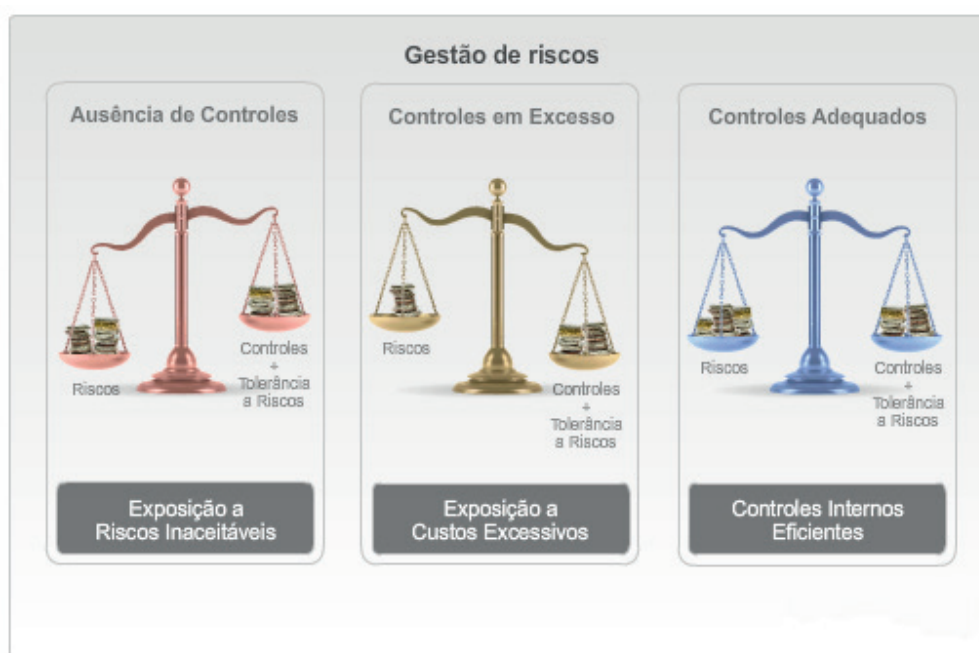 Gestão de riscos
Ausência de Controles
Riscos
Controles
+
Tolerância
a Riscos
Exposição a
Riscos Inaceitáveis
Controles em Excesso
Riscos
Controles
+
Tolerância
a Riscos
Exposição a
Custos Excessivos
Controles Adequados
Riscos
Controles
+
Tolerância
a Riscos
Controles Internos
Eficientes